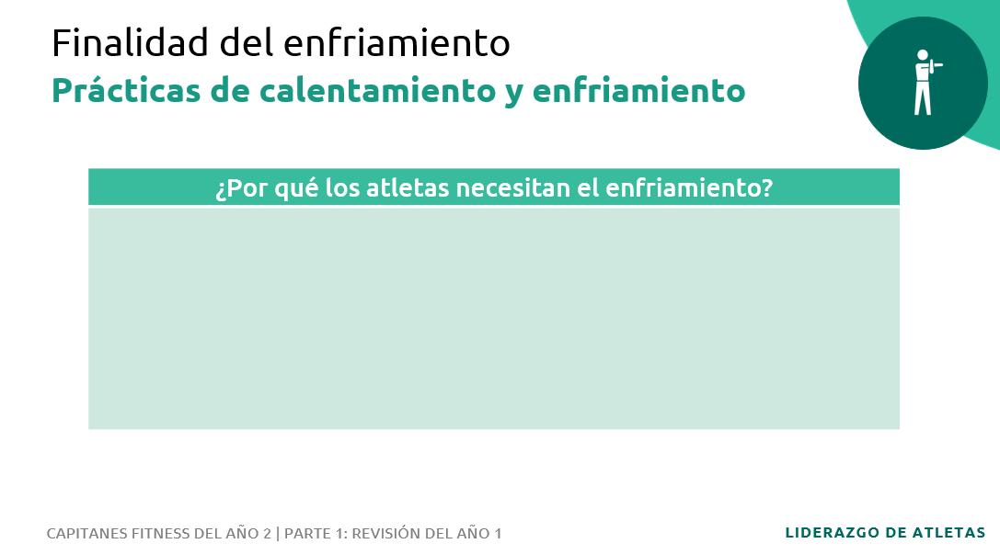 Finalidad del enfriamiento
Prácticas de calentamiento y enfriamiento
¿Por qué los atletas necesitan el enfriamiento?
CAPITANES FITNESS DEL AÑO 2 | PARTE 1: REVISIÓN DEL AÑO 1
LIDERAZGO DE ATLETAS